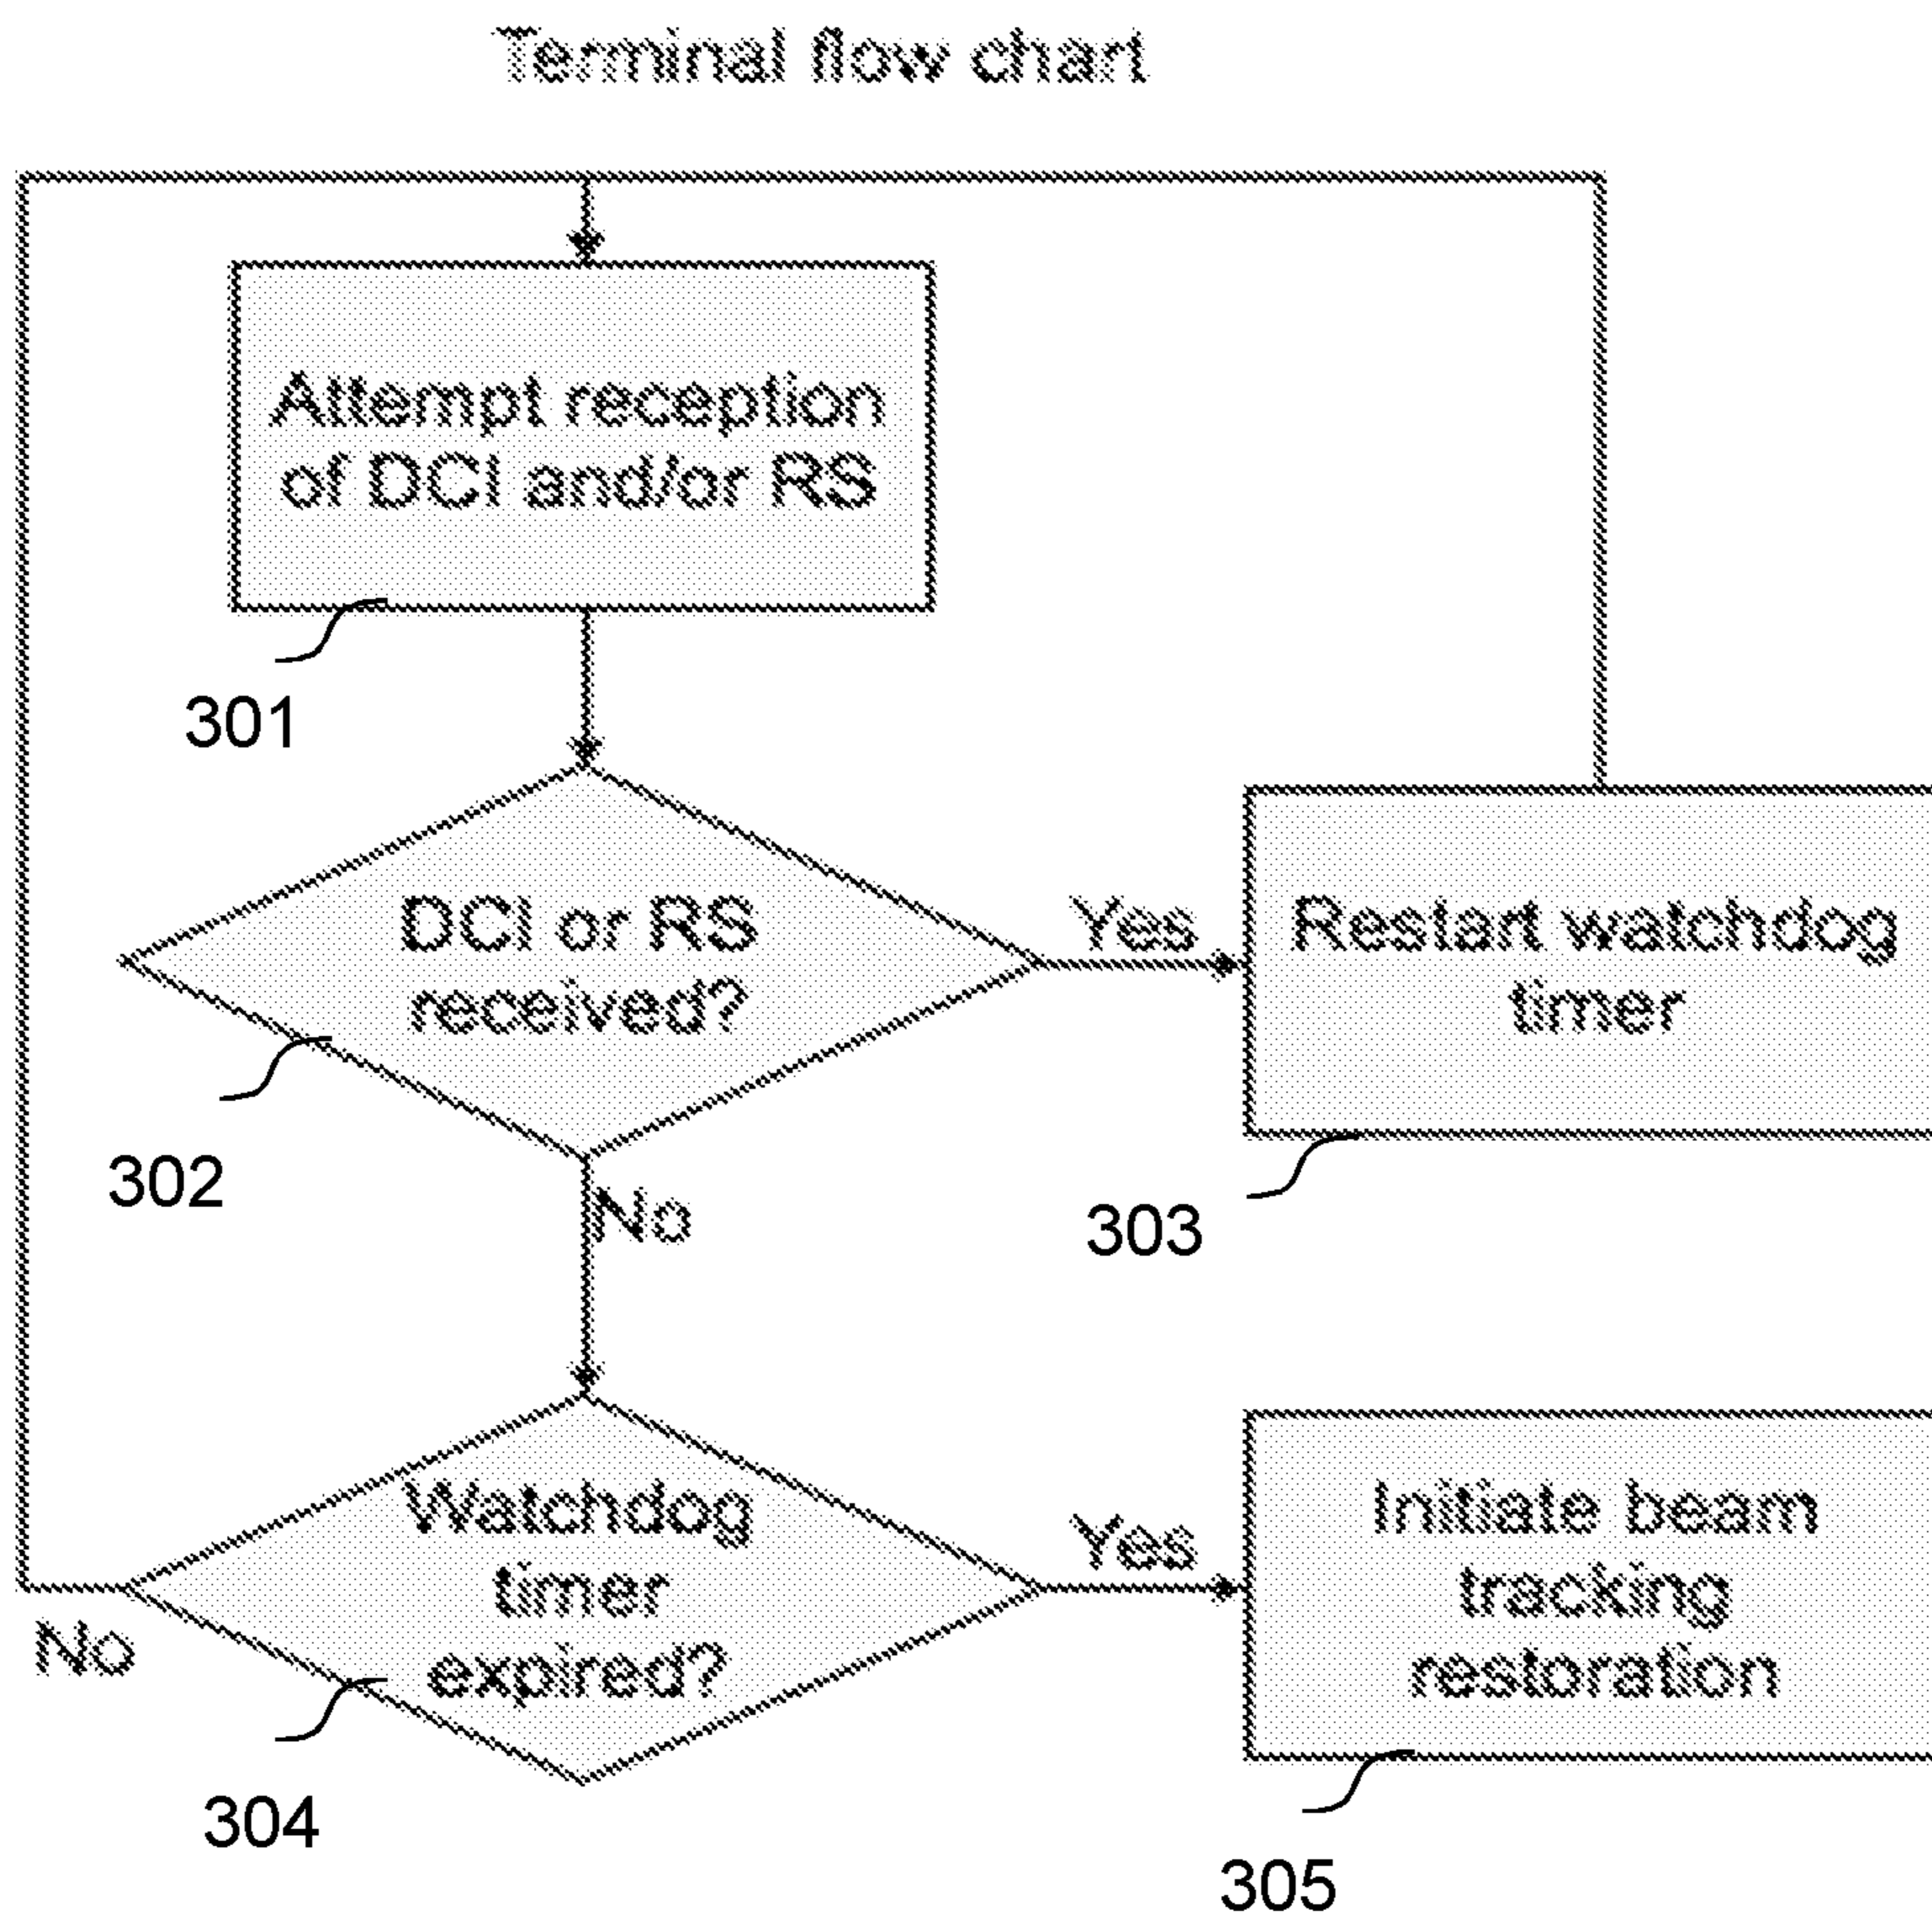 Terminal flow chart
Attempt reception
of DCI and/or RS
301
DCI or RS
received?
Yes
Restart watchdog
timer
302
No
303
Watchdog
timer
expired?
Yes
Initiate beam
tracking
restoration
No
304
305